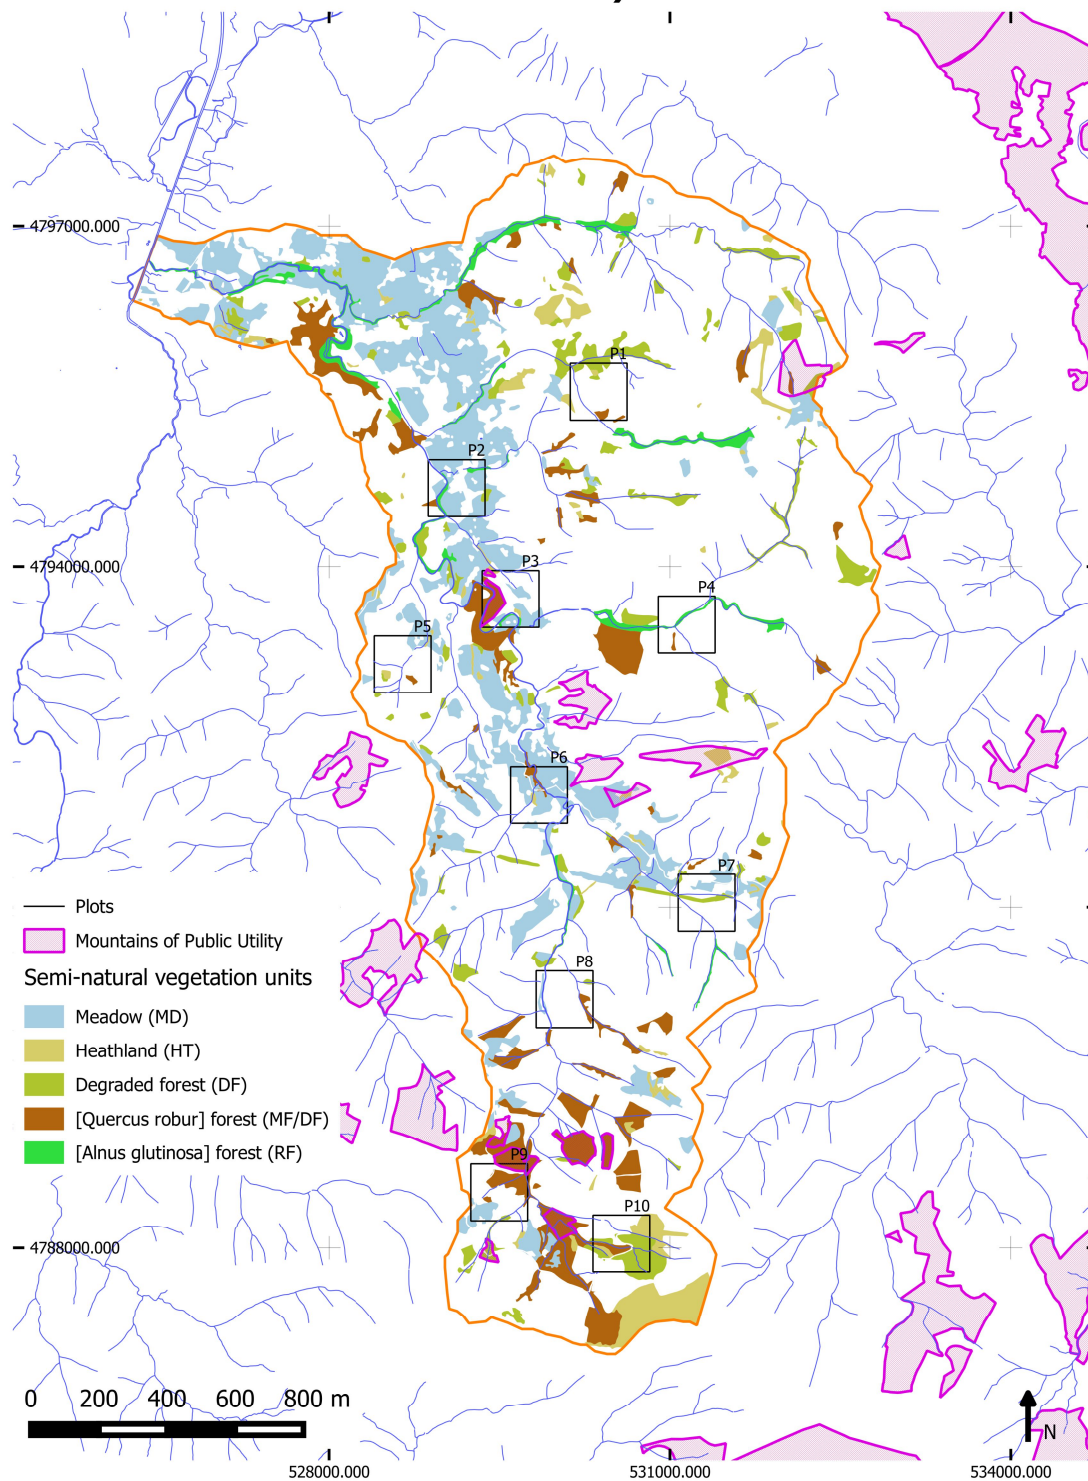 4797000.000
P1
P2
4794000.000
P3
P4
P5
P6
P7
Plots
Mountains of Public Utility
Semi-natural vegetation units
P8
Meadow (MD)
Heathland (HT)
Degraded forest (DF)
[Quercus robur] forest (MF/DF)
[Alnus glutinosa] forest (RF)
P9
P10
4788000.000
0 200 400 600 800 m
N
528000.000 531000.000 534000.000